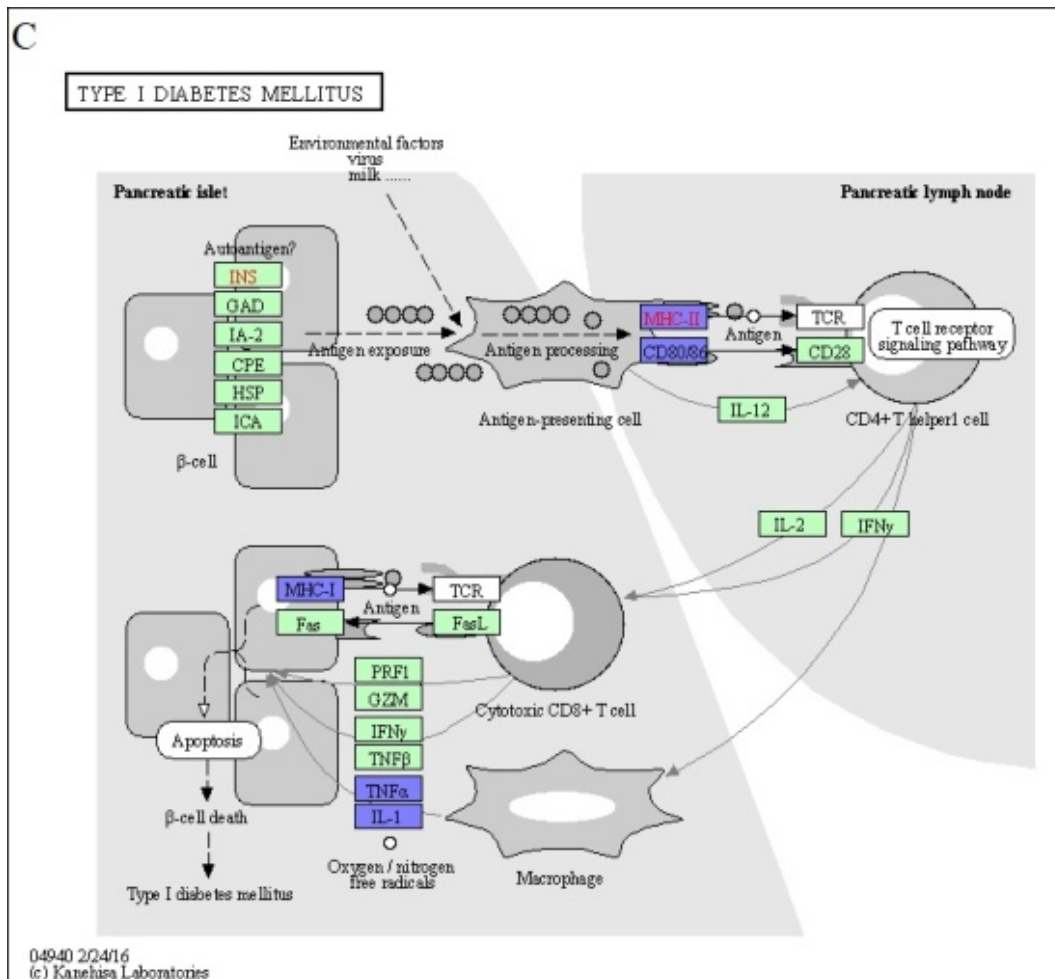 C
TYPE I DIABETES MELLITUS
Environmental factors
virus
milk ......
Pancreatic islet
Pancreatic lymph node
Autoantigen?
INS
GAD
IA-2
CPE
HSP
ICA
β-cell
Antigen exposure
Antigen processing
Antigen-presenting cell
MHC-II
CD80/86
Antigen
TCR
CD28
T cell receptor
signaling pathway
IL-12
CD4+ T helper1 cell
IL-2
IFNγ
MHC-I
Fas
Antigen
TCR
FasL
Cytotoxic CD8+ T cell
PRF1
GZM
IFNγ
TNFβ
TNFα
IL-1
Oxygen / nitrogen
free radicals
Macrophage
Apoptosis
β-cell death
Type I diabetes mellitus
04940 2/24/16
(c) Kanehisa Laboratories